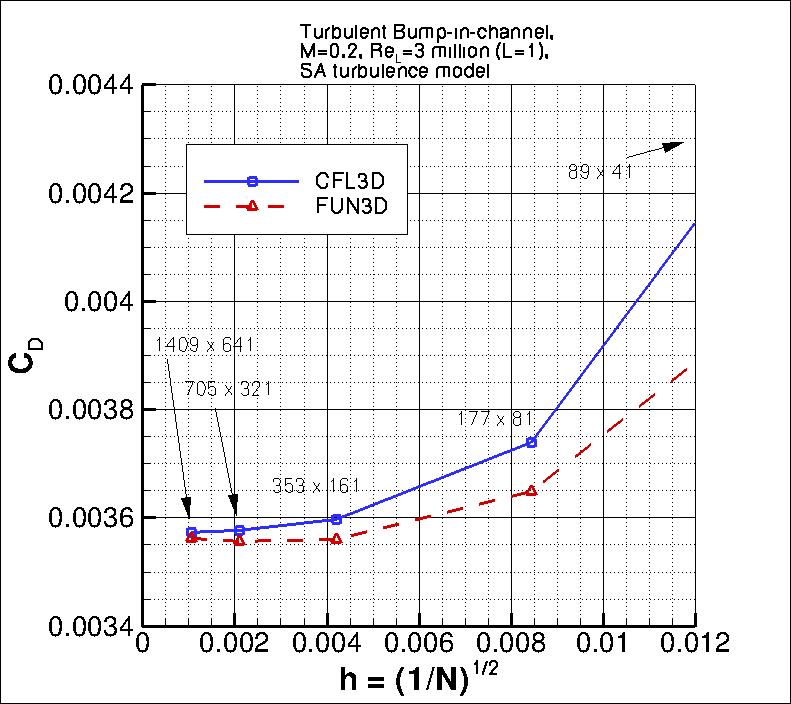 Turbulent Bump-in-channel,
M=0.2, Re_L=3 million (L=1),
SA turbulence model
0.0044
89 x 41
CFL3D
FUN3D
0.0042
0.004
1409 x 641
C_D
705 x 321
0.0038
177 x 81
353 x 161
0.0036
0.0034
0 0.002 0.004 0.006 0.008 0.01 0.012
h = (1/N)^1/2